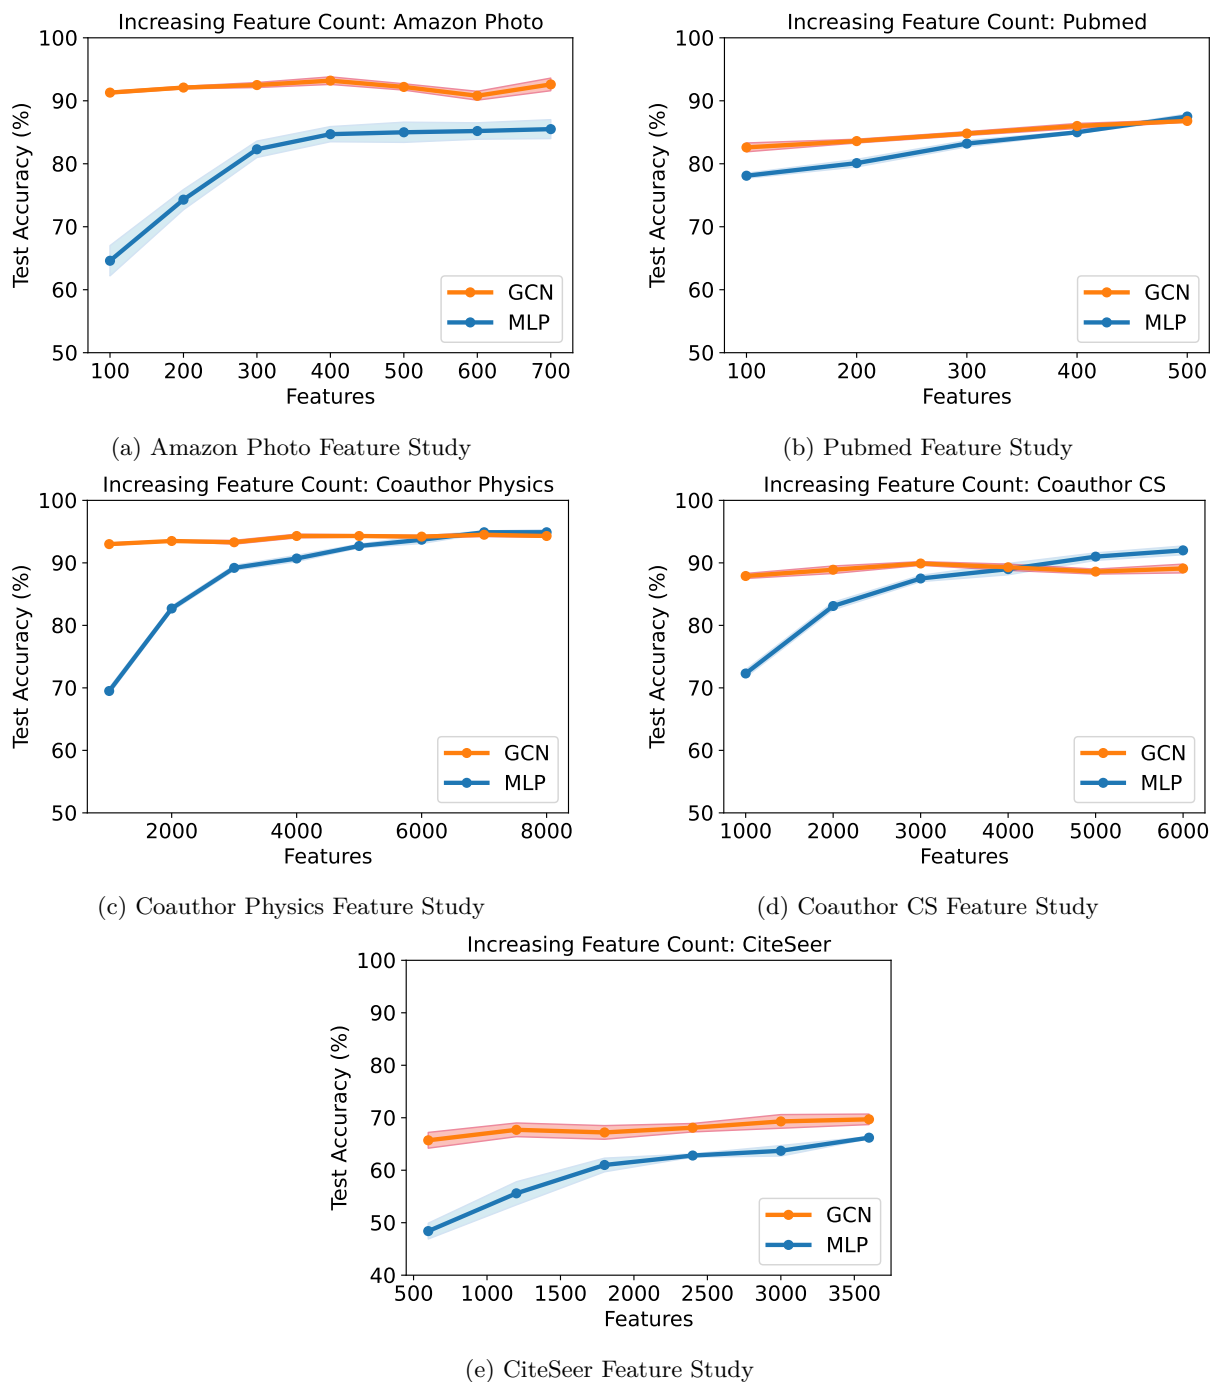 Increasing Feature Count: Amazon Photo
Test Accuracy (%)
100
90
80
70
60
50
GCN
MLP
100 200 300 400 500 600 700
Features
(a) Amazon Photo Feature Study
Increasing Feature Count: Pubmed
Test Accuracy (%)
100
90
80
70
60
50
GCN
MLP
100 200 300 400 500
Features
(b) Pubmed Feature Study
Increasing Feature Count: Coauthor Physics
Test Accuracy (%)
100
90
80
70
60
50
GCN
MLP
2000 4000 6000 8000
Features
(c) Coauthor Physics Feature Study
Increasing Feature Count: Coauthor CS
Test Accuracy (%)
100
90
80
70
60
50
GCN
MLP
1000 2000 3000 4000 5000 6000
Features
(d) Coauthor CS Feature Study
Increasing Feature Count: CiteSeer
Test Accuracy (%)
100
90
80
70
60
50
40
GCN
MLP
500 1000 1500 2000 2500 3000 3500
Features
(e) CiteSeer Feature Study